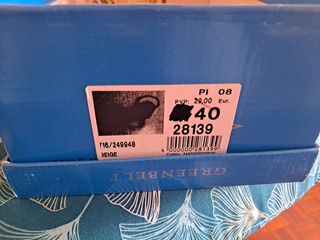 PI 08
PVP: 29,00 Eur.
40
28139
716/249948
BEIGE
GREENBELT